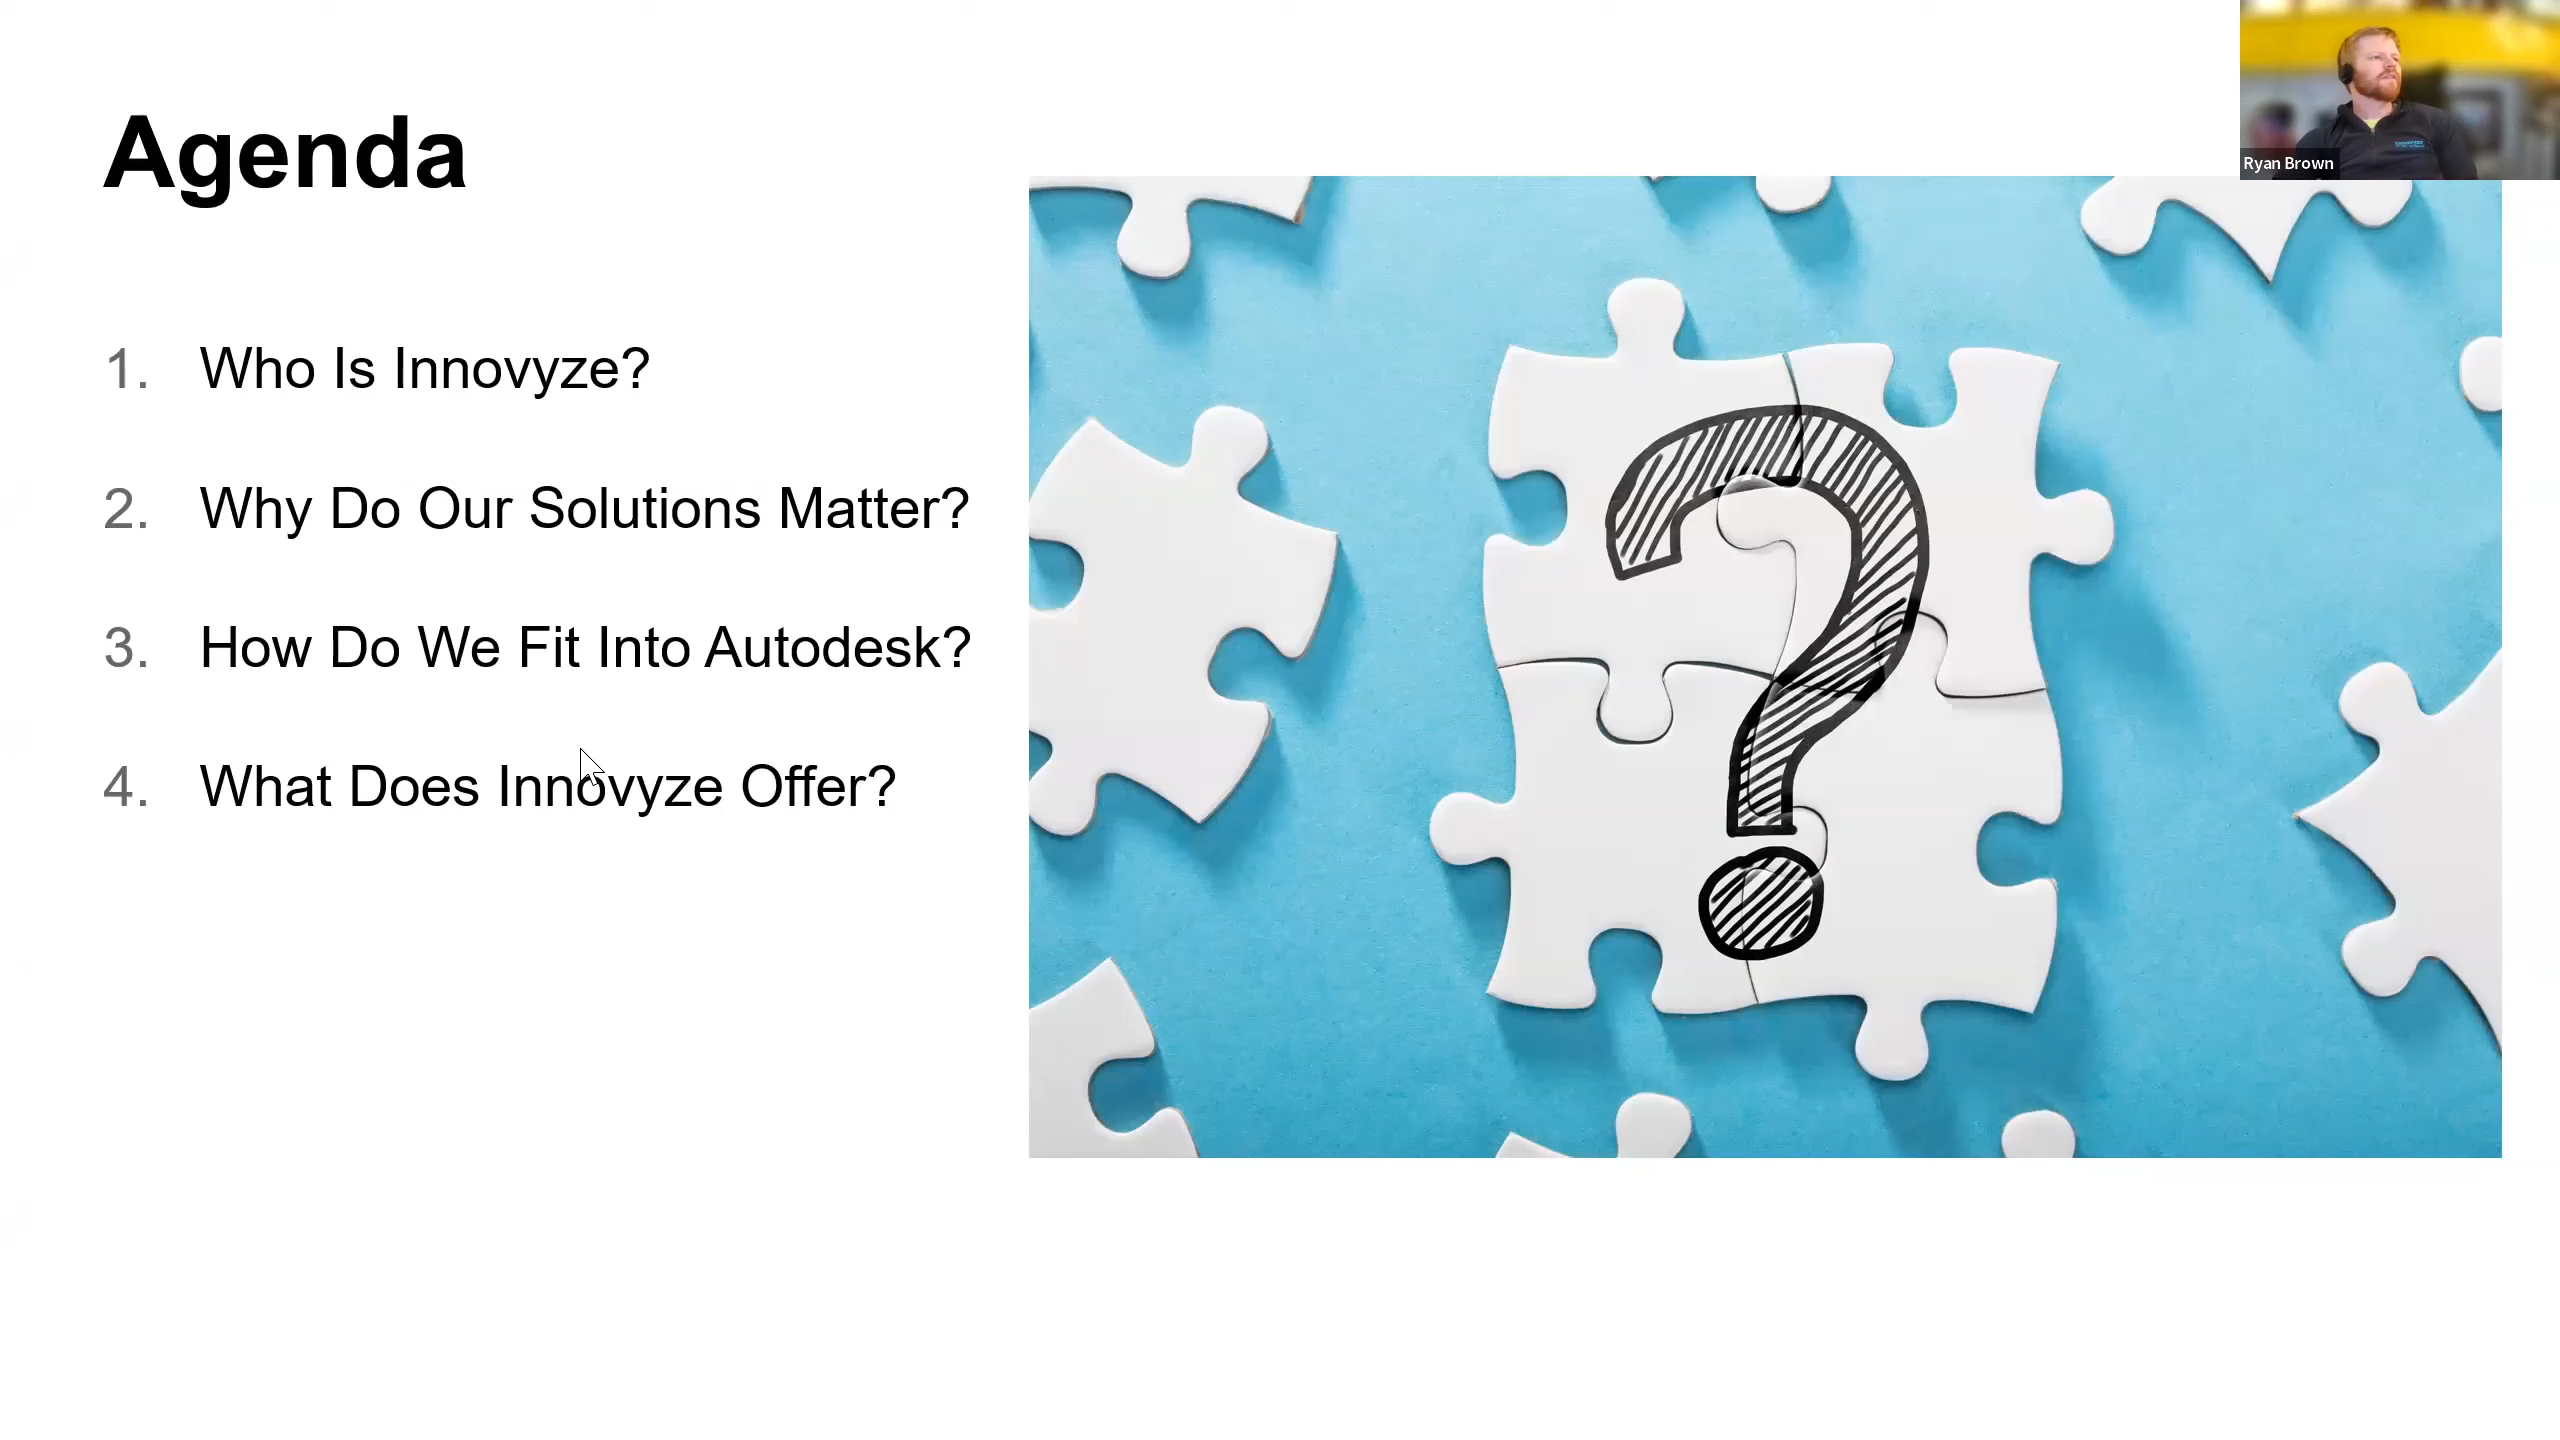 Agenda
1. Who Is Innovyze?
2. Why Do Our Solutions Matter?
3. How Do We Fit Into Autodesk?
4. What Does Innovyze Offer?
Ryan Brown